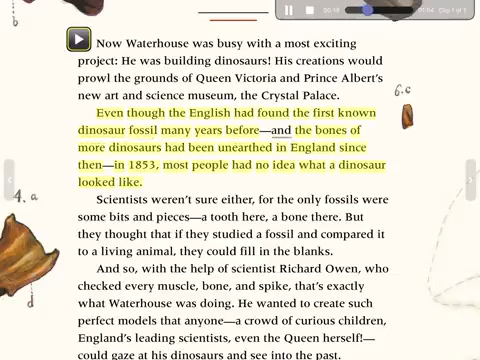 00:18
01:04
Clip 1 of 1
b
Now Waterhouse was busy with a most exciting
project: He was building dinosaurs! His creations would
prowl the grounds of Queen Victoria and Prince Albert's
new art and science museum, the Crystal Palace.
6.c
Even though the English had found the first known
dinosaur fossil many years before—and the bones of
more dinosaurs had been unearthed in England since
then—in 1853, most people had no idea what a dinosaur
looked like.
4. a
Scientists weren't sure either, for the only fossils were
some bits and pieces—a tooth here, a bone there. But
they thought that if they studied a fossil and compared it
to a living animal, they could fill in the blanks.
And so, with the help of scientist Richard Owen, who
checked every muscle, bone, and spike, that's exactly
what Waterhouse was doing. He wanted to create such
perfect models that anyone—a crowd of curious children,
England's leading scientists, even the Queen herself!—
could gaze at his dinosaurs and see into the past.
d